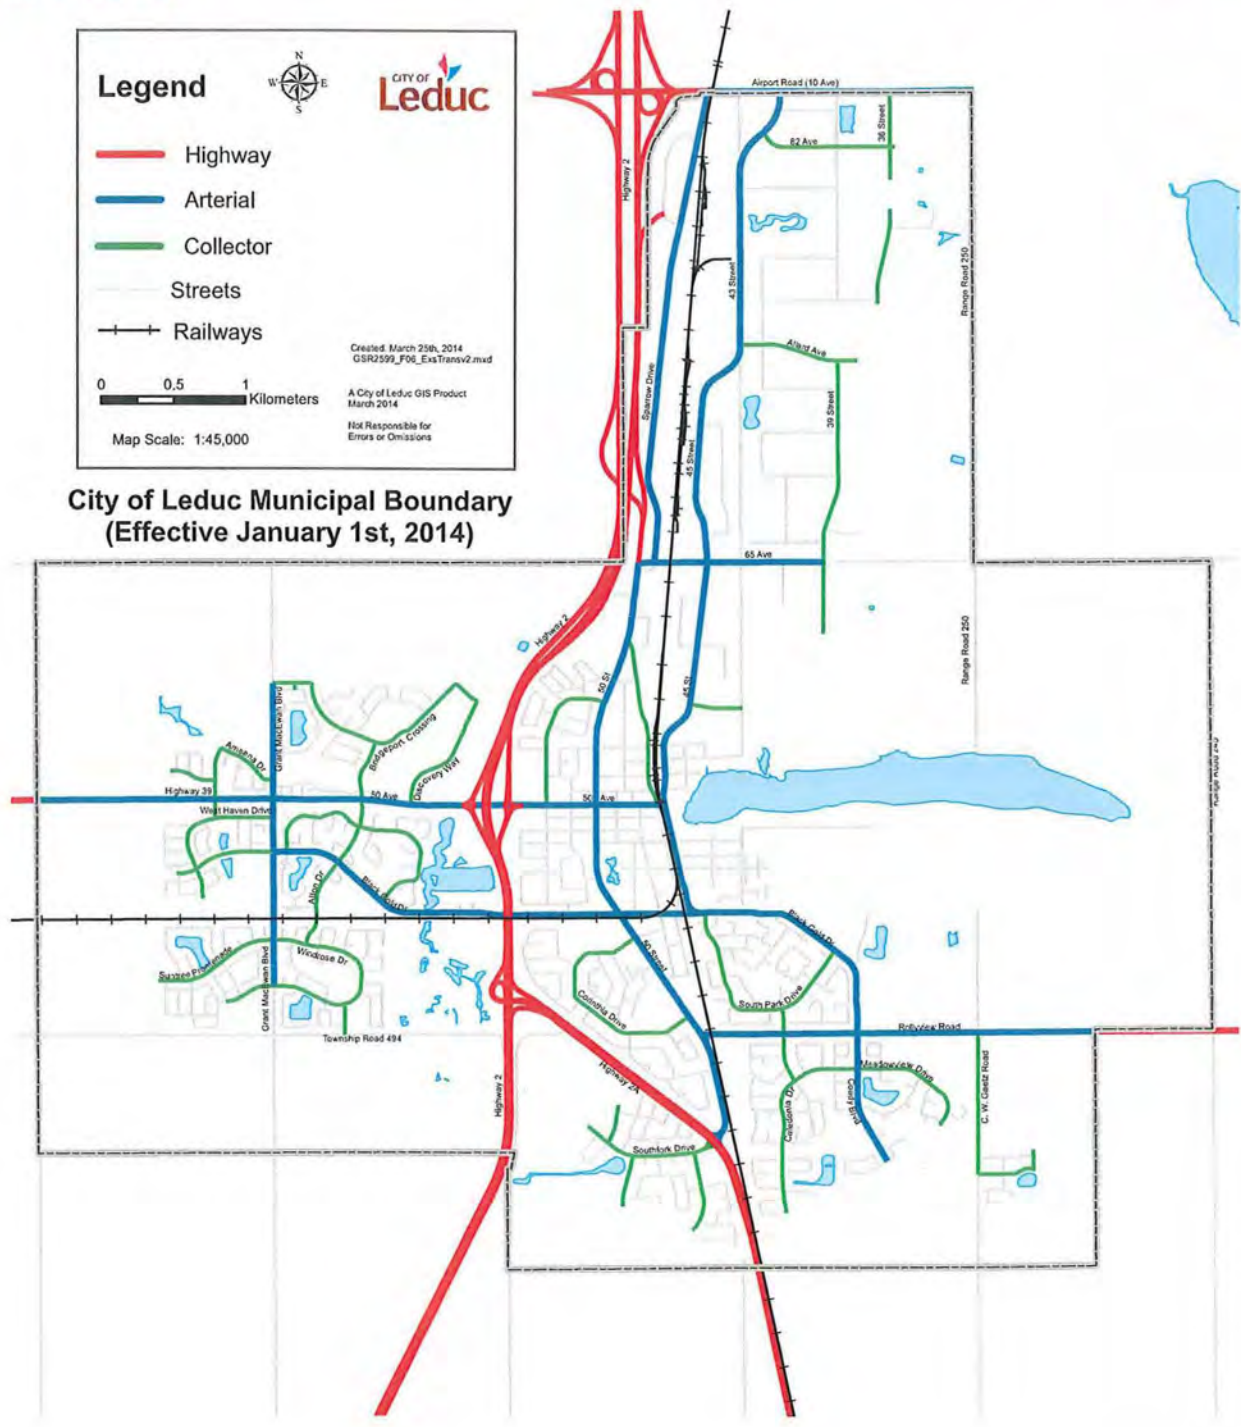 Legend
N
W
E
S
CITY OF
Leduc
Highway
Arterial
Collector
Streets
Railways
Created: March 25th, 2014
GSR2599_F06_ExsTransv2.mxd
0 0.5 1
Kilometers
A City of Leduc GIS Product
March 2014
Map Scale: 1:45,000
Not Responsible for
Errors or Omissions
City of Leduc Municipal Boundary
(Effective January 1st, 2014)
Airport Road (10 Ave)
36 Street
82 Ave
Highway 2
43 Street
Range Road 250
Allard Ave
Sparrow Drive
39 Street
45 Street
65 Ave
Highway 2
50 St
45 St
Range Road 250
Grant MacEwan Blvd
Bridgeport Crossing
Amsena Dr
Discovery Way
Highway 39
50 Ave
50 Ave
West Haven Drive
Alton Dr
Black Gold Dr
Black Gold Dr
Suntree Promenade
Windrose Dr
Grant MacEwan Blvd
50 Street
South Park Drive
Corinthia Drive
Rollyview Road
Township Road 494
Highway 2
Highway 2A
Meadowview Drive
Caledonia Dr
Coady Blvd
C. W. Gaetz Road
Southfork Drive